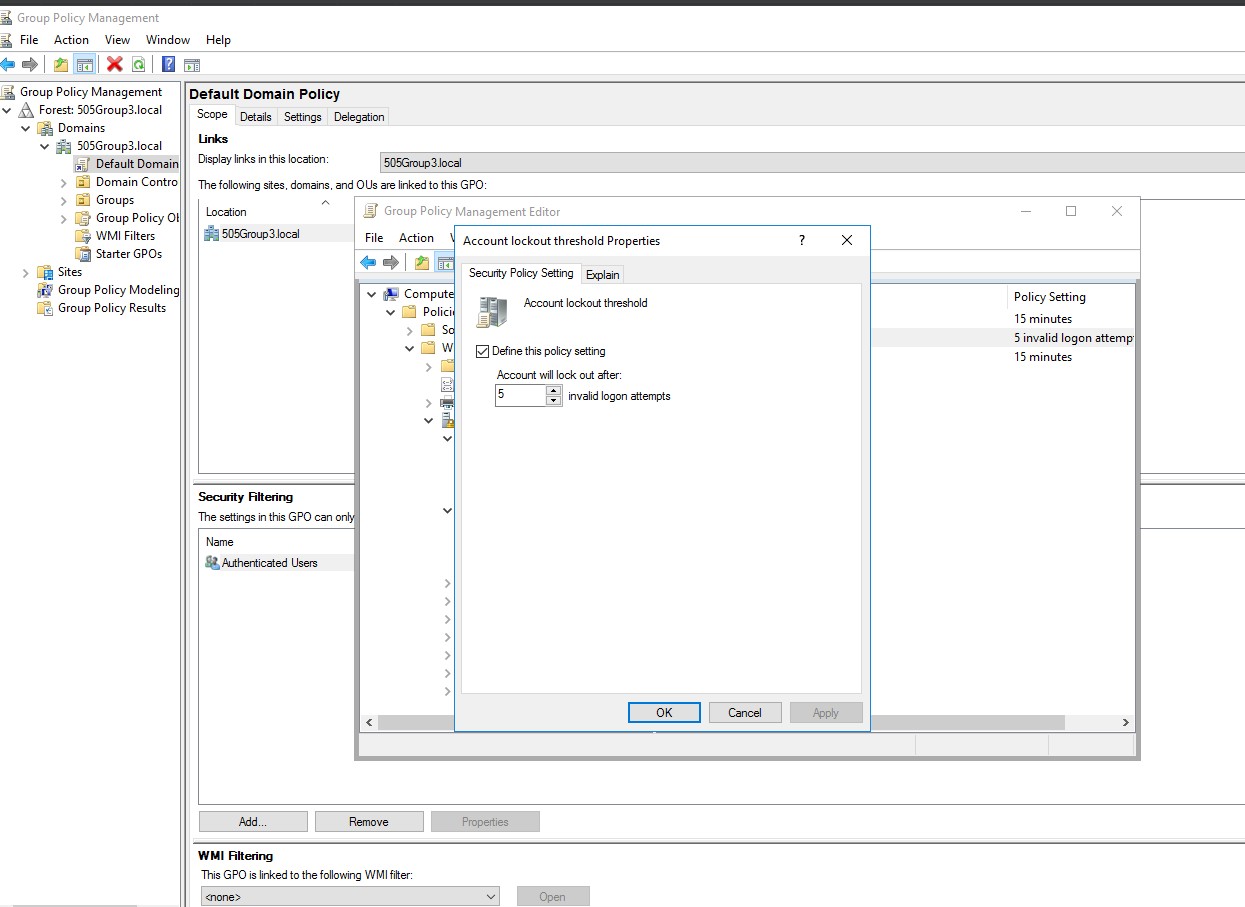 Group Policy Management
File Action View Window Help
Group Policy Management
Forest: 505Group3.local
Domains
505Group3.local
Default Domain
Domain Contro
Groups
Group Policy Ob
WMI Filters
Starter GPOs
Sites
Group Policy Modeling
Group Policy Results
Default Domain Policy
Scope Details Settings Delegation
Links
Display links in this location: 505Group3.local
The following sites, domains, and OUs are linked to this GPO:
Location
505Group3.local
Security Filtering
The settings in this GPO can only
Name
Authenticated Users
Add... Remove Properties
WMI Filtering
This GPO is linked to the following WMI filter:
<none> Open
Group Policy Management Editor
File Action V
Compute
Polici
So
W
Policy Setting
15 minutes
5 invalid logon attemp
15 minutes
Account lockout threshold Properties ?
Security Policy Setting Explain
Account lockout threshold
Define this policy setting
Account will lock out after:
5 invalid logon attempts
OK Cancel Apply